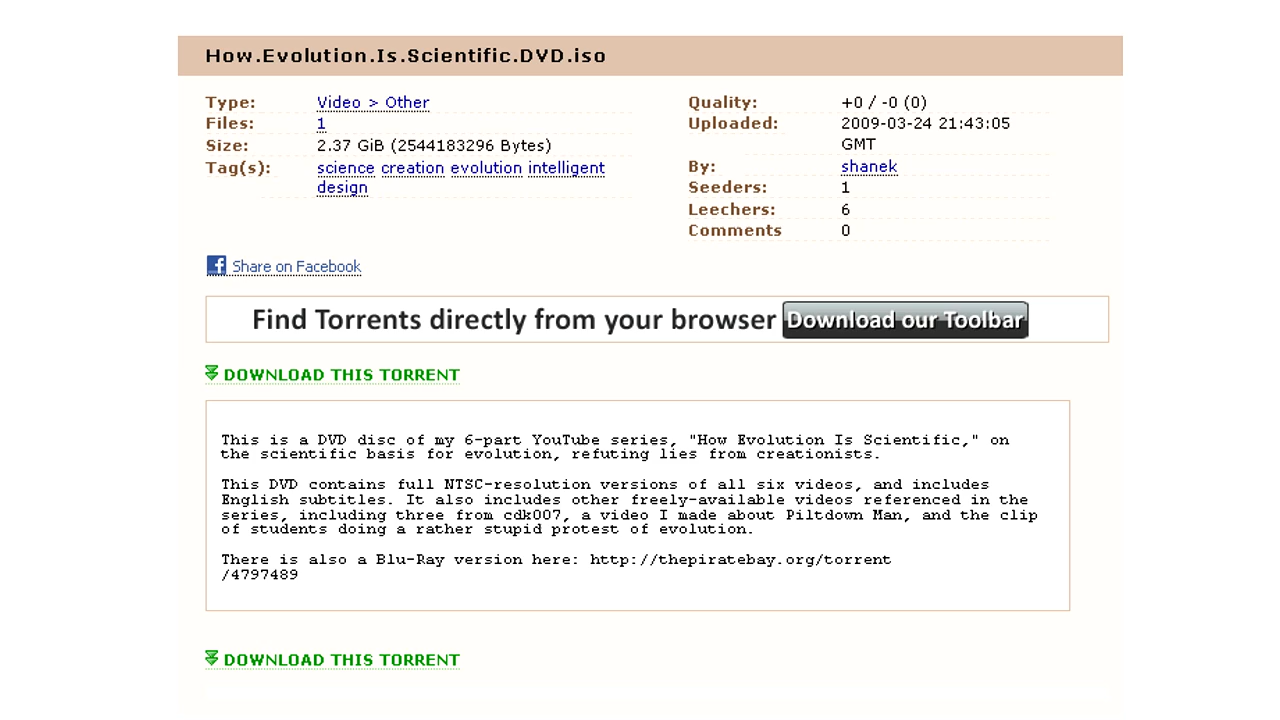 How.Evolution.Is.Scientific.DVD.iso
Type: Video > Other
Files: 1
Size: 2.37 GiB (2544183296 Bytes)
Tag(s): science creation evolution intelligent
design
Quality: +0 / -0 (0)
Uploaded: 2009-03-24 21:43:05
GMT
By: shanek
Seeders: 1
Leechers: 6
Comments 0
Share on Facebook
Find Torrents directly from your browser Download our Toolbar
DOWNLOAD THIS TORRENT
This is a DVD disc of my 6-part YouTube series, "How Evolution Is Scientific," on
the scientific basis for evolution, refuting lies from creationists.
This DVD contains full NTSC-resolution versions of all six videos, and includes
English subtitles. It also includes other freely-available videos referenced in the
series, including three from cdk007, a video I made about Piltdown Man, and the clip
of students doing a rather stupid protest of evolution.
There is also a Blu-Ray version here: http://thepiratebay.org/torrent
/4797489
DOWNLOAD THIS TORRENT